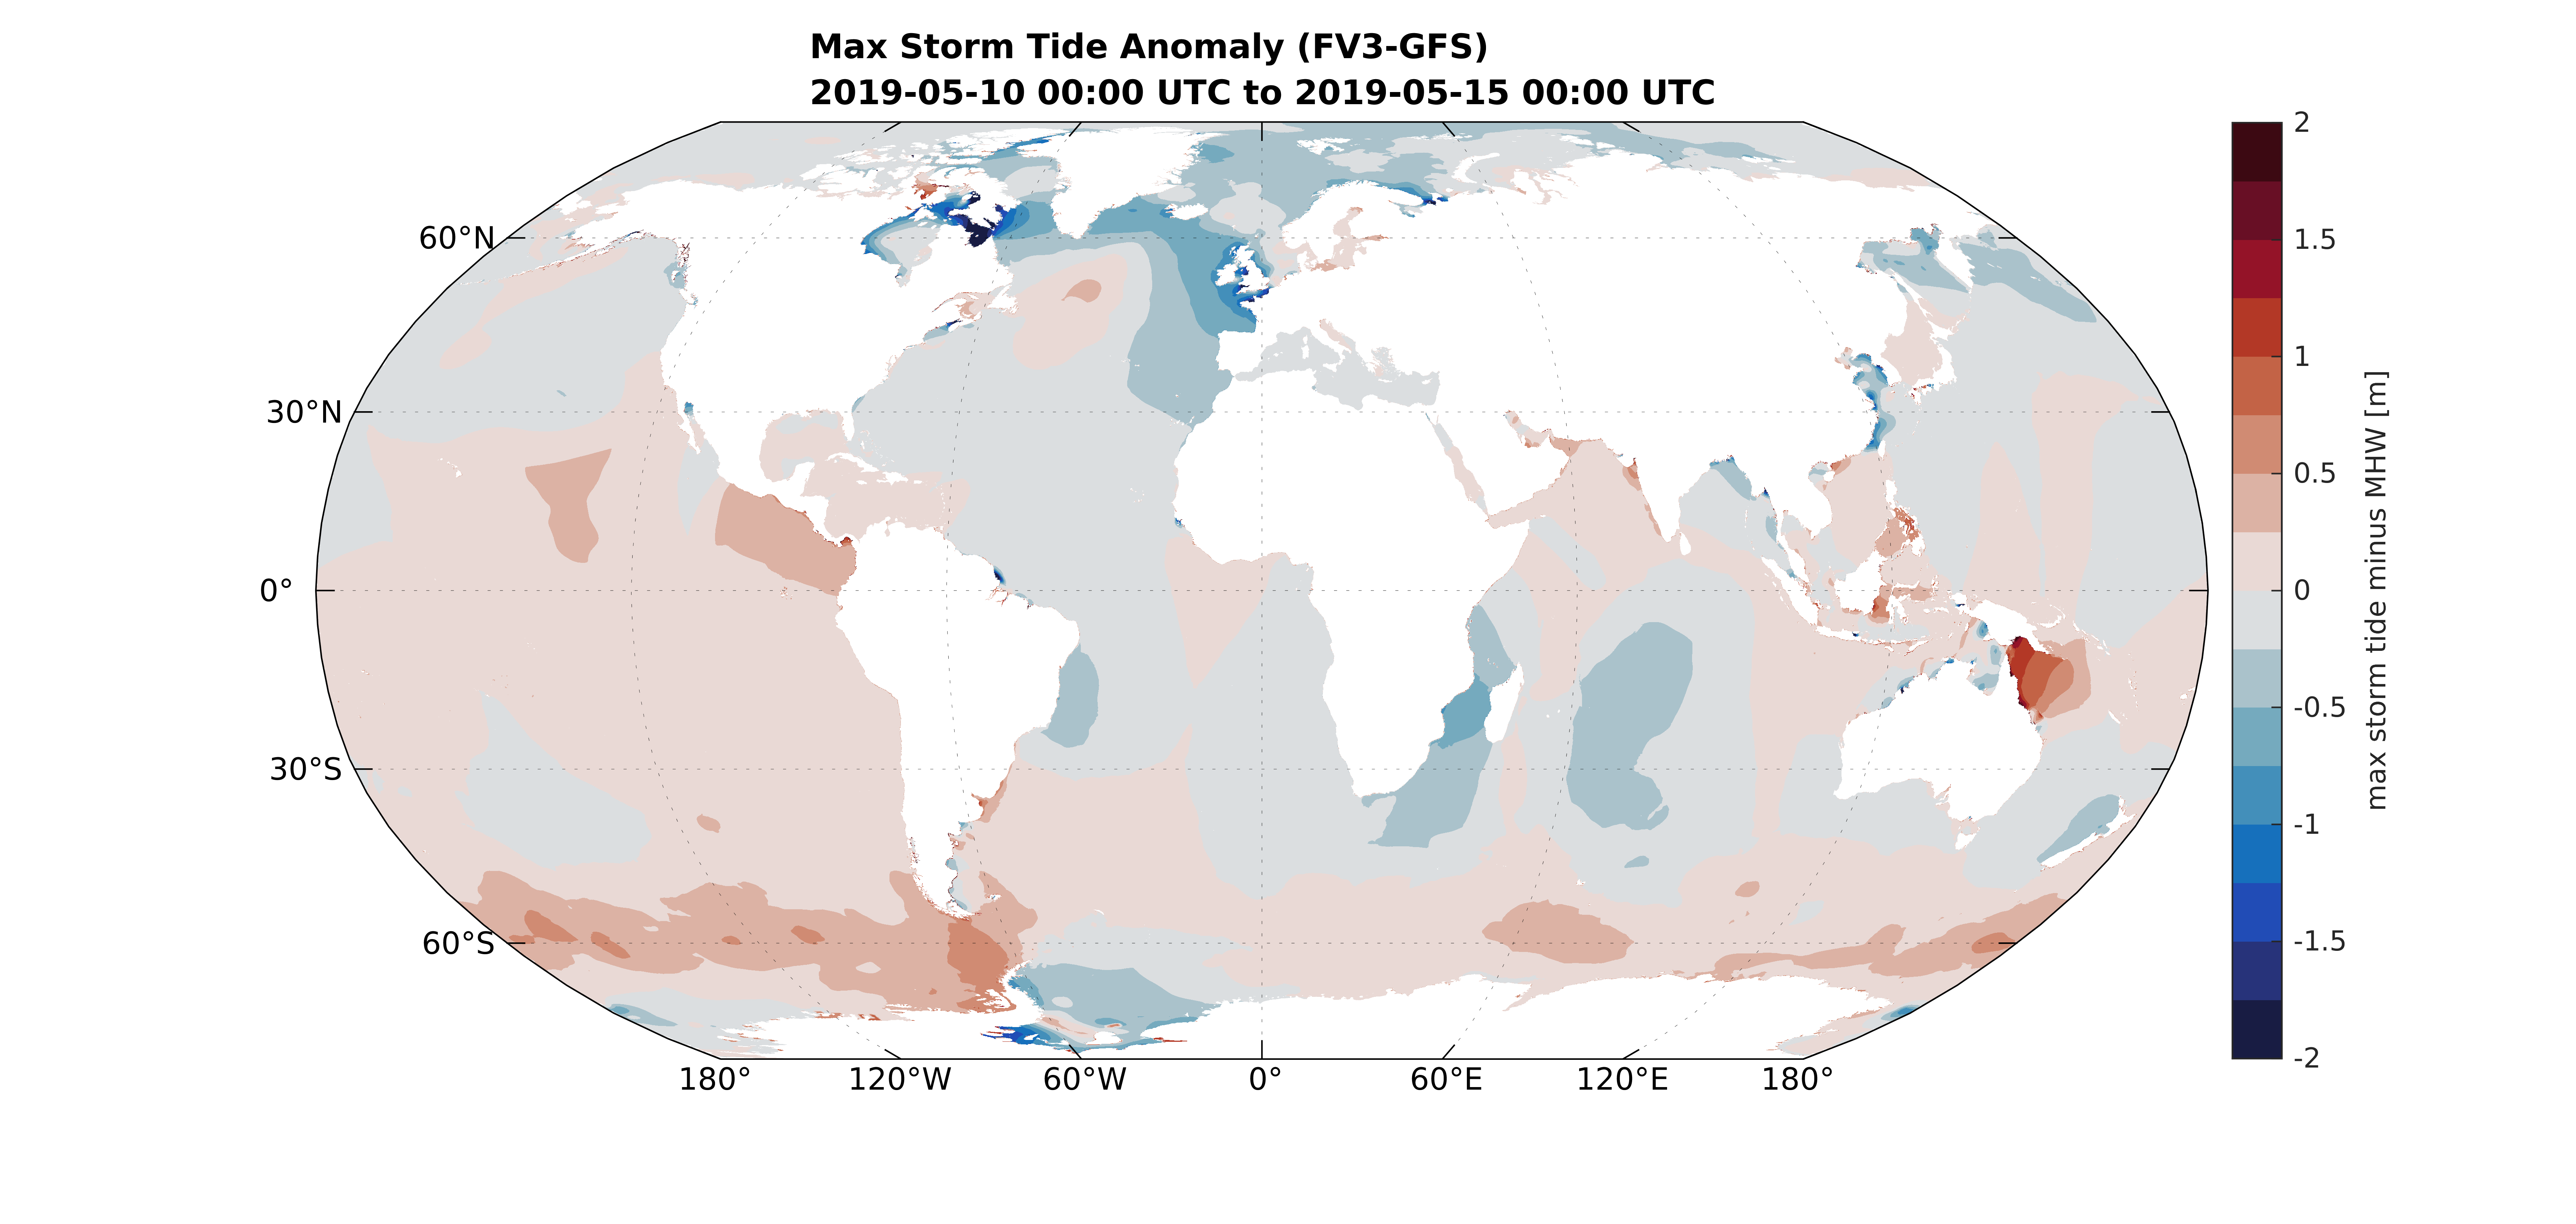 Max Storm Tide Anomaly (FV3-GFS)
2019-05-10 00:00 UTC to 2019-05-15 00:00 UTC
60°N
30°N
0°
30°S
60°S
180° 120°W 60°W 0° 60°E 120°E 180°
2
1.5
1
0.5
0
-0.5
-1
-1.5
-2
max storm tide minus MHW [m]